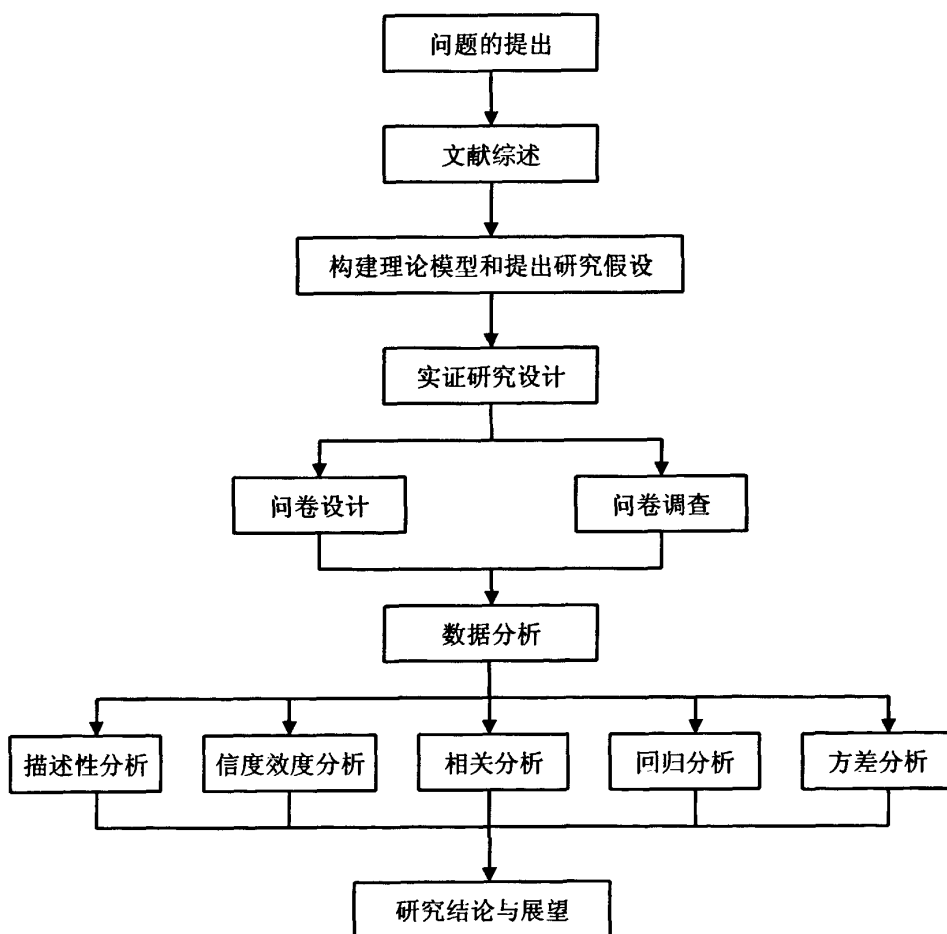 问题的提出
文献综述
构建理论模型和提出研究假设
实证研究设计
问卷设计
问卷调查
数据分析
描述性分析
信度效度分析
相关分析
回归分析
方差分析
研究结论与展望